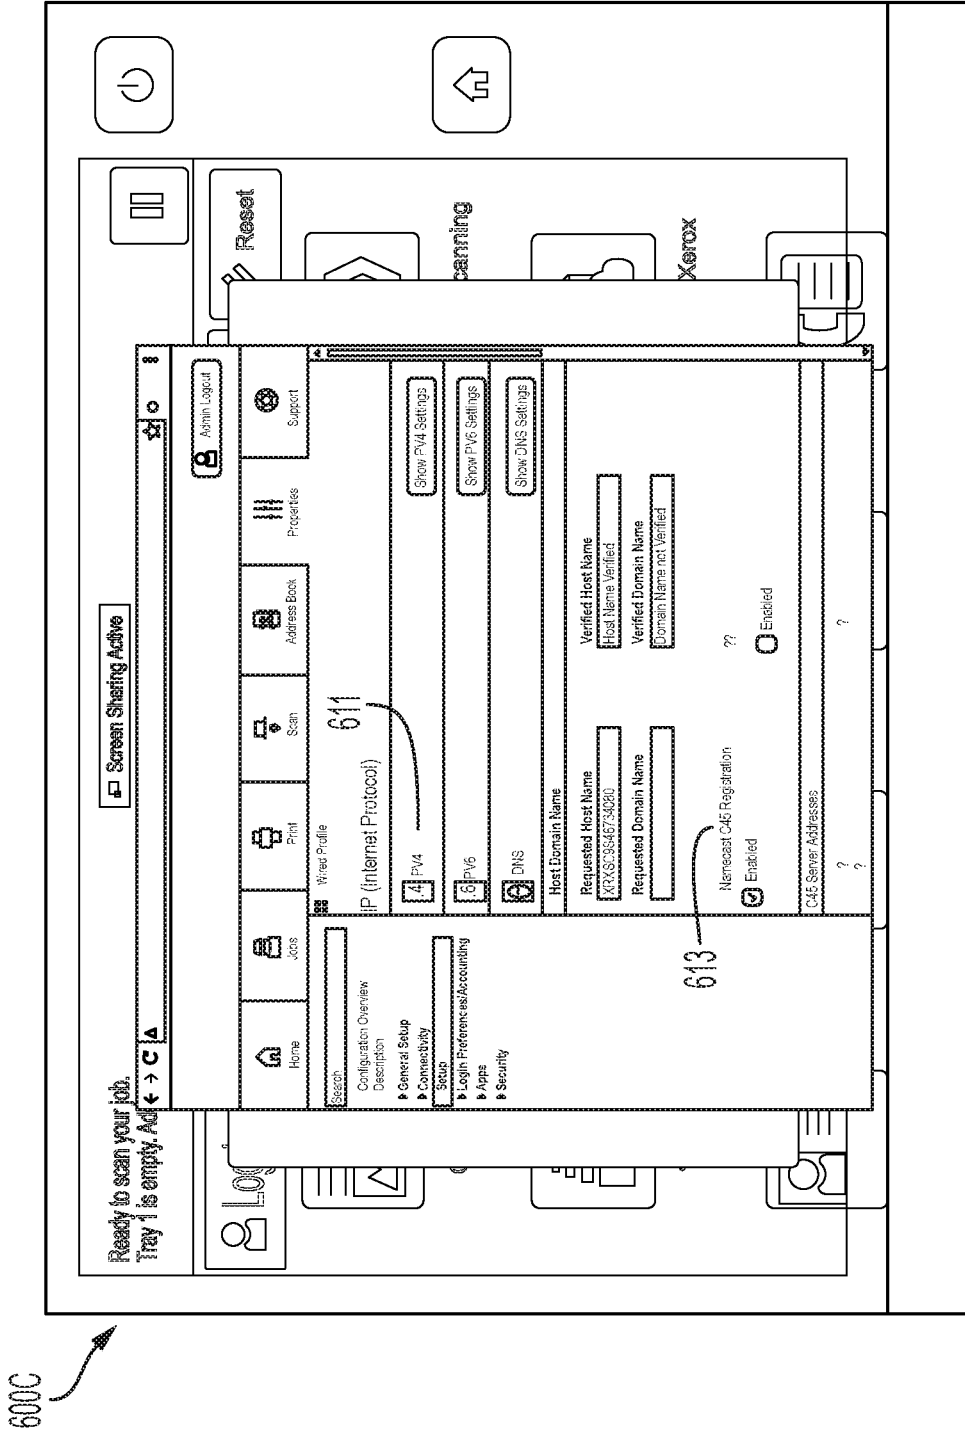 600C
Screen Sharing Active
Ready to scan your job.
Tray 1 is empty. Ad
Reset
canning
Xerox
Admin Logout
Home
Jobs
Print
Scan
Address Book
Properties
Support
Search
Configuration Overview
Description
General Setup
Connectivity
Setup
Login Preferences/Accounting
Apps
Security
Wired Profile
IP (Internet Protocol)
611
.4 PV4
Show PV4 Settings
.6 PV6
Show PV6 Settings
DNS
Show DNS Settings
Host Domain Name
Requested Host Name
Verified Host Name
Host Name Verified
Requested Domain Name
Verified Domain Name
Domain Name not Verified
613
Namecast C45 Registration
??
Enabled
Enabled
C45 Server Addresses
? ?
?